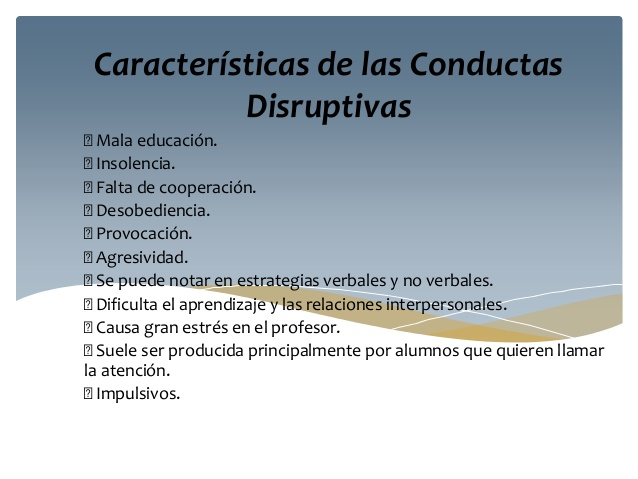 Características de las Conductas
Disruptivas
⍰ Mala educación.
⍰ Insolencia.
⍰ Falta de cooperación.
⍰ Desobediencia.
⍰ Provocación.
⍰ Agresividad.
⍰ Se puede notar en estrategias verbales y no verbales.
⍰ Dificulta el aprendizaje y las relaciones interpersonales.
⍰ Causa gran estrés en el profesor.
⍰ Suele ser producida principalmente por alumnos que quieren llamar
la atención.
⍰ Impulsivos.